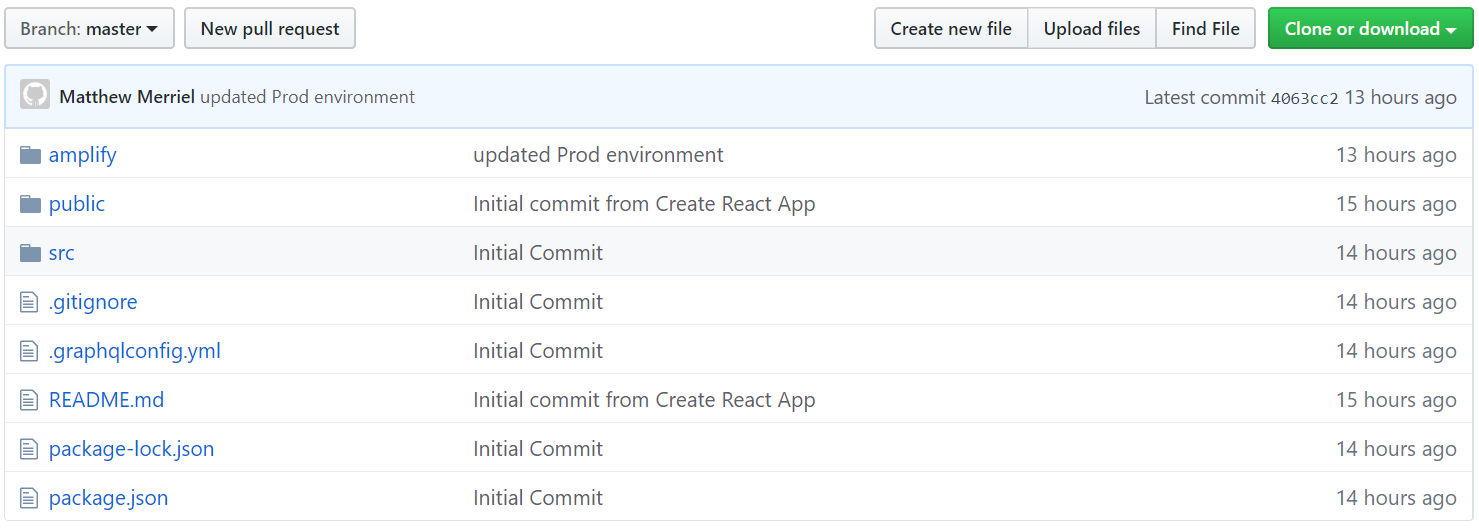 Branch: master New pull request Create new file Upload files Find File Clone or download
Matthew Merriel updated Prod environment Latest commit 4063cc2 13 hours ago
amplify updated Prod environment 13 hours ago
public Initial commit from Create React App 15 hours ago
src Initial Commit 14 hours ago
.gitignore Initial Commit 14 hours ago
.graphqlconfig.yml Initial Commit 14 hours ago
README.md Initial commit from Create React App 15 hours ago
package-lock.json Initial Commit 14 hours ago
package.json Initial Commit 14 hours ago